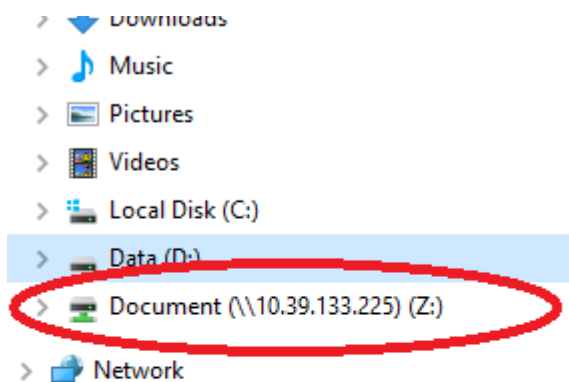 Downloads
Music
Pictures
Videos
Local Disk (C:)
Data (D:)
Document (\\10.39.133.225) (Z:)
Network